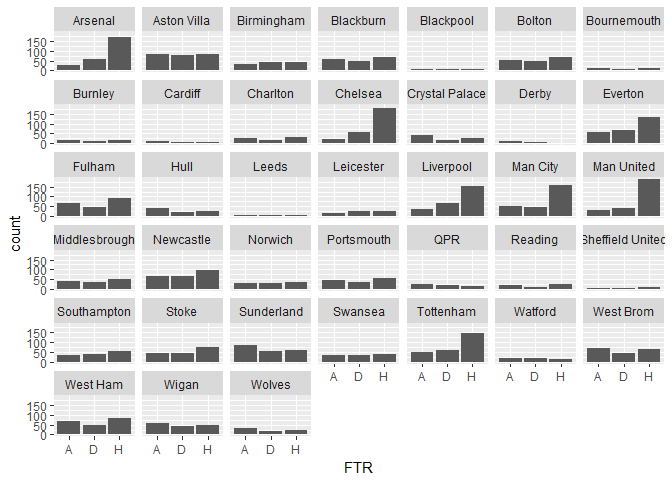 Arsenal Aston Villa Birmingham Blackburn Blackpool Bolton Bournemouth
150
100
50
0
Burnley Cardiff Charlton Chelsea Crystal Palace Derby Everton
150
100
50
0
Fulham Hull Leeds Leicester Liverpool Man City Man United
150
100
50
0
count
Middlesbrough Newcastle Norwich Portsmouth QPR Reading Sheffield United
150
100
50
0
Southampton Stoke Sunderland Swansea Tottenham Watford West Brom
150
100
50
0
A D H A D H A D H A D H
West Ham Wigan Wolves
150
100
50
0
A D H A D H A D H
FTR